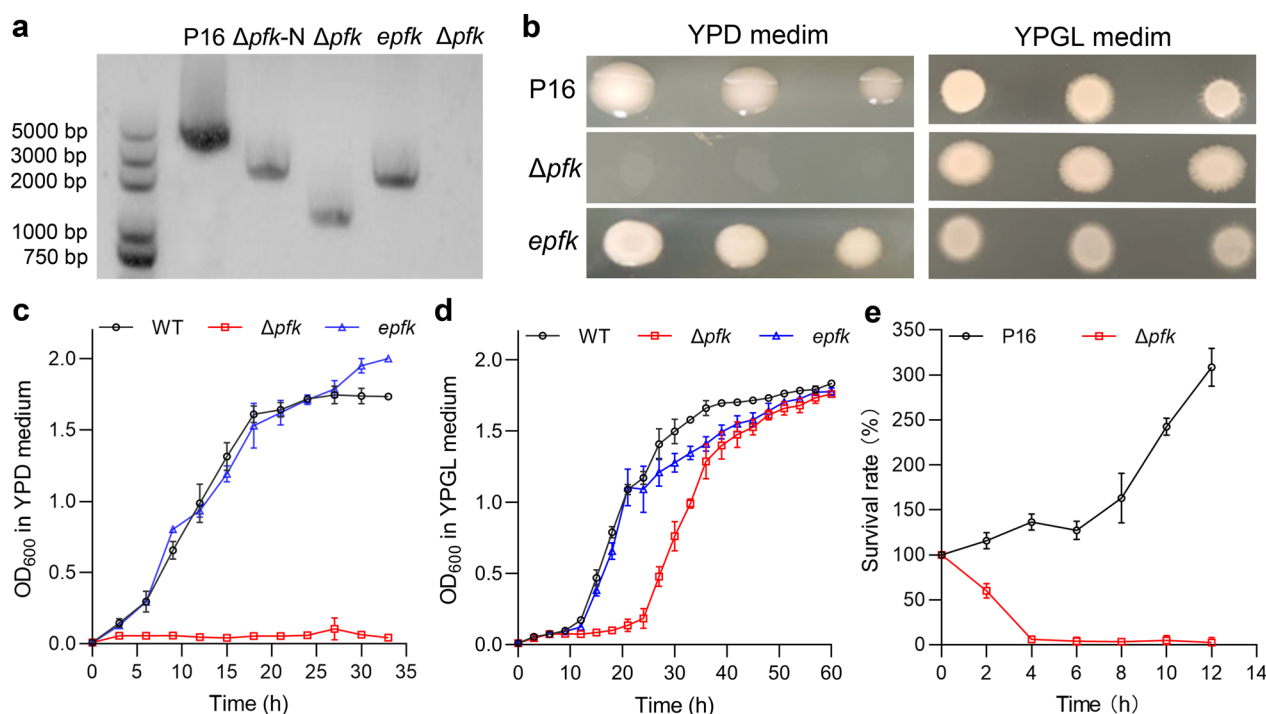 a
P16 Δpfk-N Δpfk epfk Δpfk
5000 bp
3000 bp
2000 bp
1000 bp
750 bp
b
YPD medim
YPGL medim
P16
Δpfk
epfk
c
WT Δpfk epfk
OD600 in YPD medium
2.0
1.5
1.0
0.5
0.0
0 5 10 15 20 25 30 35
Time (h)
d
WT Δpfk epfk
OD600 in YPGL medium
2.0
1.5
1.0
0.5
0.0
0 10 20 30 40 50 60
Time (h)
e
P16 Δpfk
Survival rate (%)
350
300
250
200
150
100
50
0
0 2 4 6 8 10 12 14
Time (h)